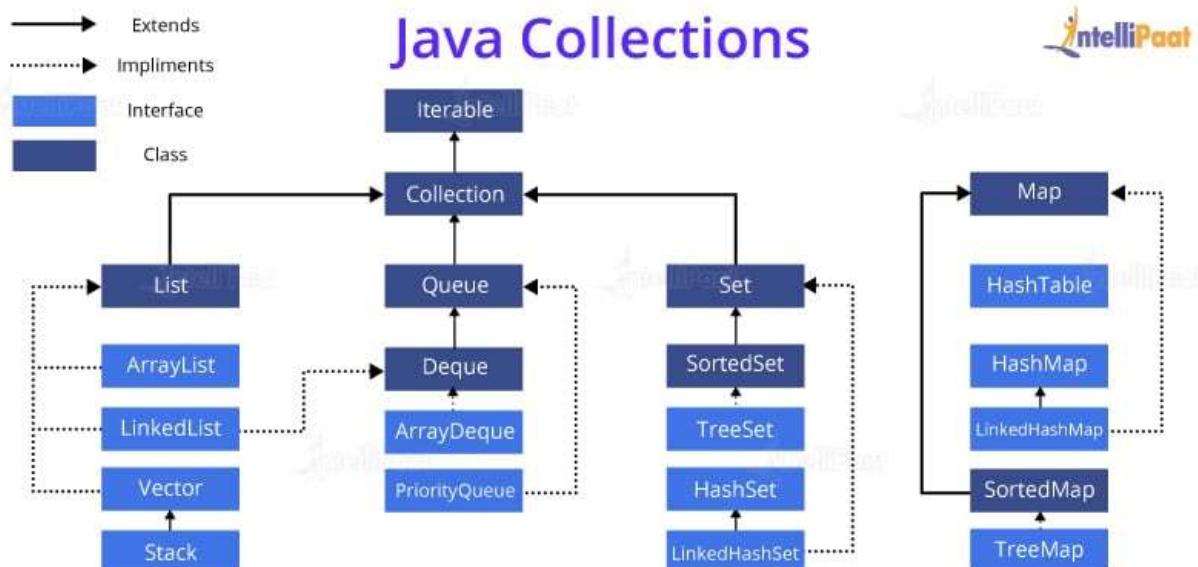 Extends
Impliments
Interface
Class
Java Collections
IntelliPaat
Iterable
Collection
Map
List
Queue
Set
HashTable
ArrayList
Deque
SortedSet
HashMap
LinkedList
ArrayDeque
TreeSet
LinkedHashMap
Vector
PriorityQueue
HashSet
SortedMap
Stack
LinkedHashSet
TreeMap